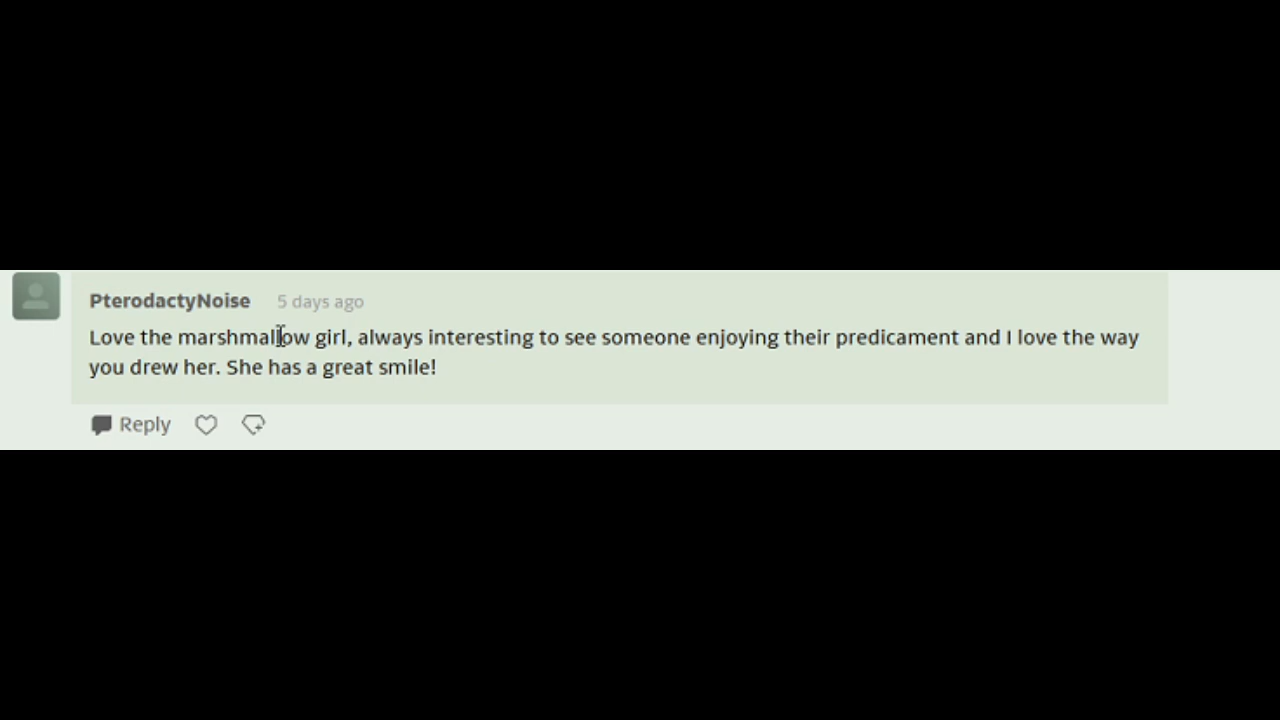 PterodactyNoise 5 days ago
Love the marshmallow girl, always interesting to see someone enjoying their predicament and I love the way
you drew her. She has a great smile!
Reply